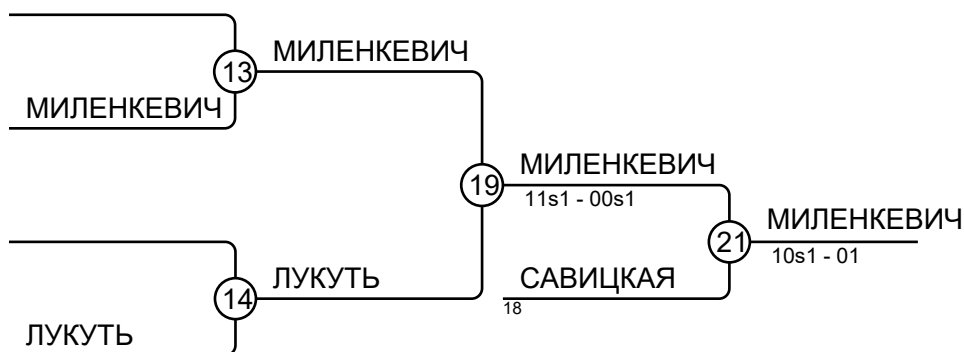 МИЛЕНКЕВИЧ
13
МИЛЕНКЕВИЧ
МИЛЕНКЕВИЧ
19
11s1 - 00s1
МИЛЕНКЕВИЧ
21
10s1 - 01
САВИЦКАЯ
18
ЛУКУТЬ
14
ЛУКУТЬ